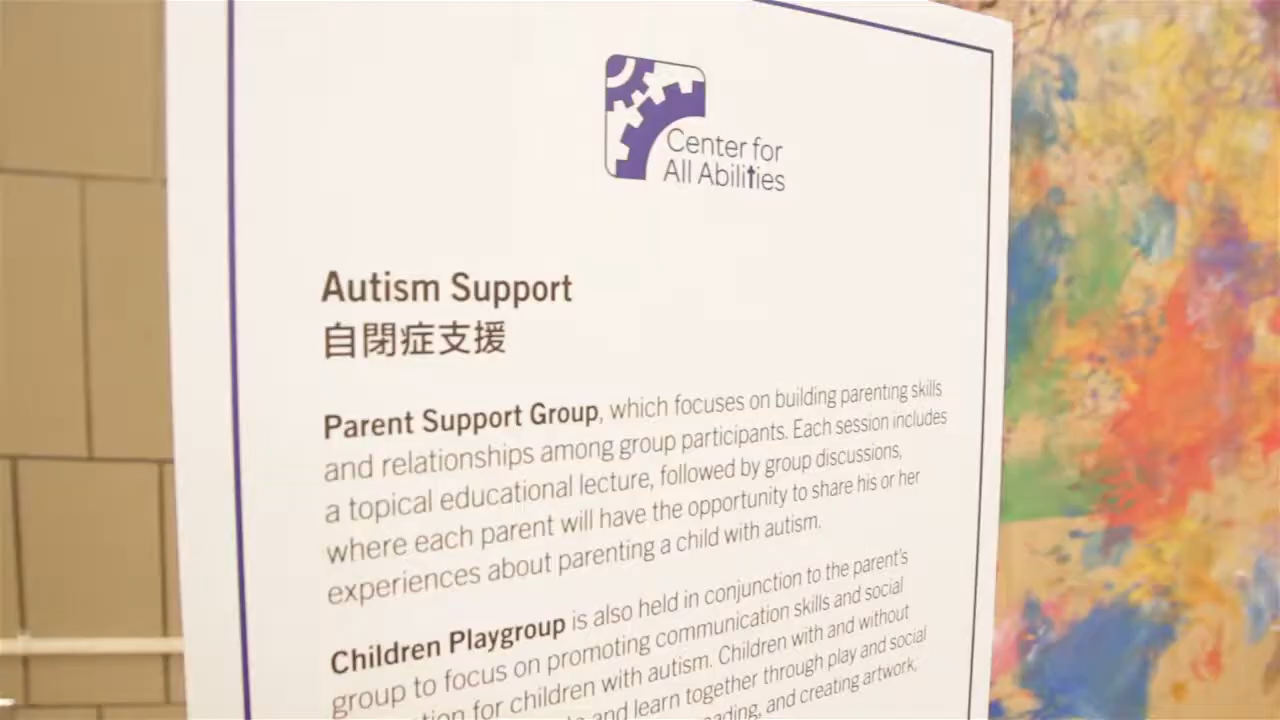 Center for
All Abilities
Autism Support
自閉症支援
Parent Support Group, which focuses on building parenting skills
and relationships among group participants. Each session includes
a topical educational lecture, followed by group discussions,
where each parent will have the opportunity to share his or her
experiences about parenting a child with autism.
Children Playgroup is also held in conjunction to the parent's
group to focus on promoting communication skills and social
for children with autism. Children with and without
and learn together through play and social
and creating artwork,